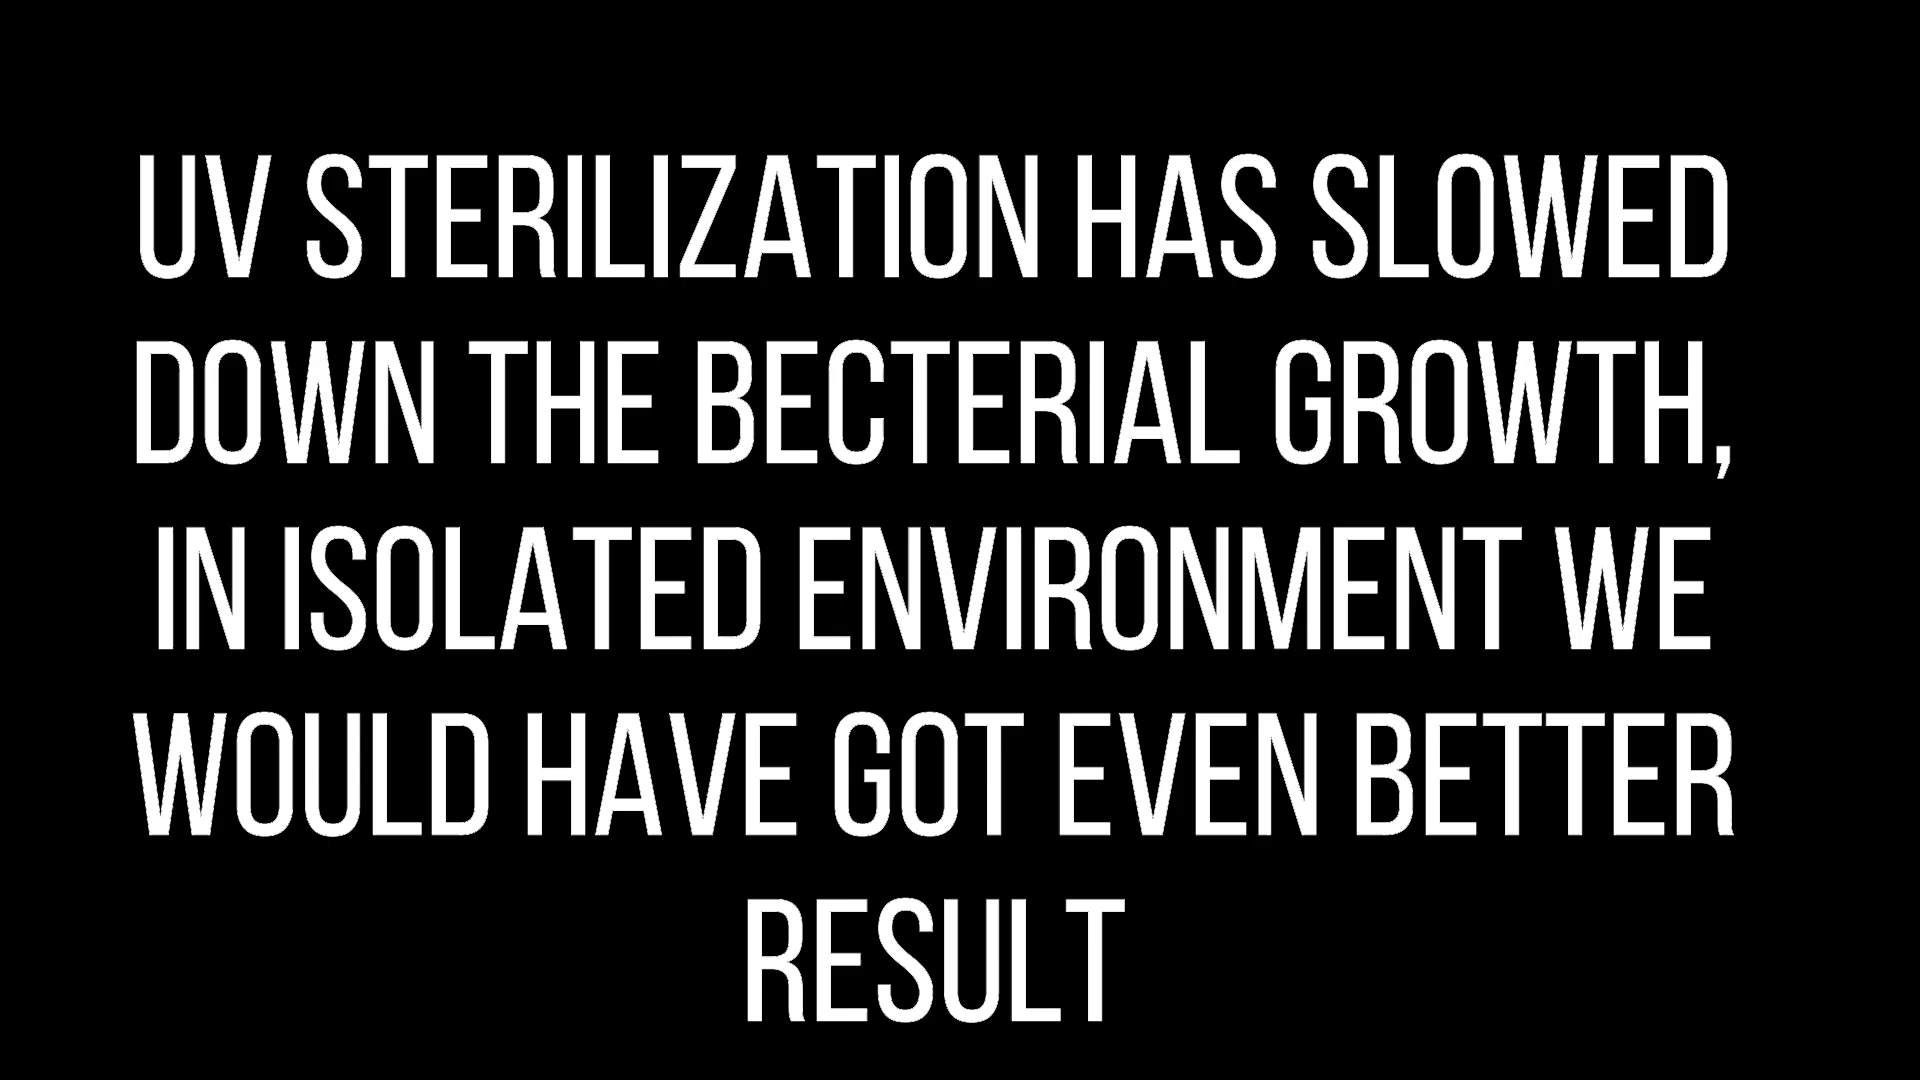 UV STERILIZATION HAS SLOWED
DOWN THE BECTERIAL GROWTH,
IN ISOLATED ENVIRONMENT WE
WOULD HAVE GOT EVEN BETTER
RESULT